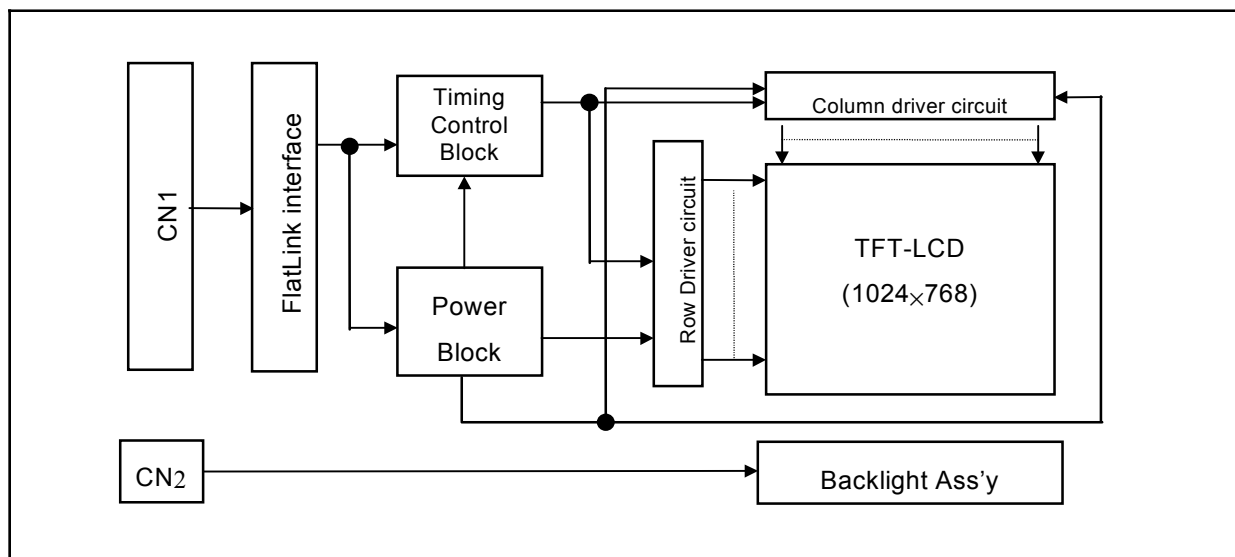 CN1
FlatLink interface
Timing
Control
Block
Power
Block
Row Driver circuit
Column driver circuit
TFT-LCD
(1024×768)
CN2
Backlight Ass'y